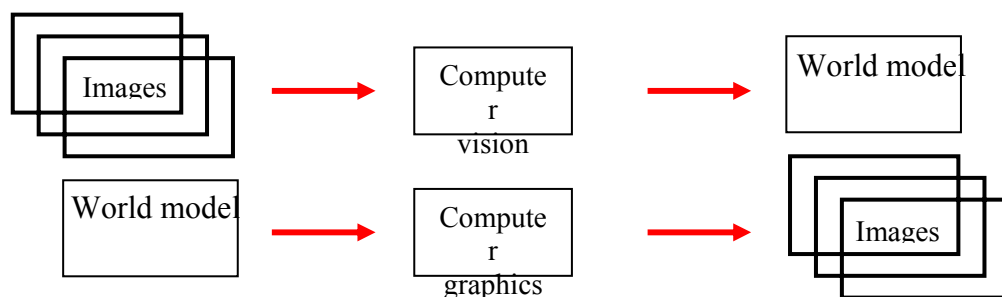 Images
Compute
r
vision
World model
World model
Compute
r
graphics
Images